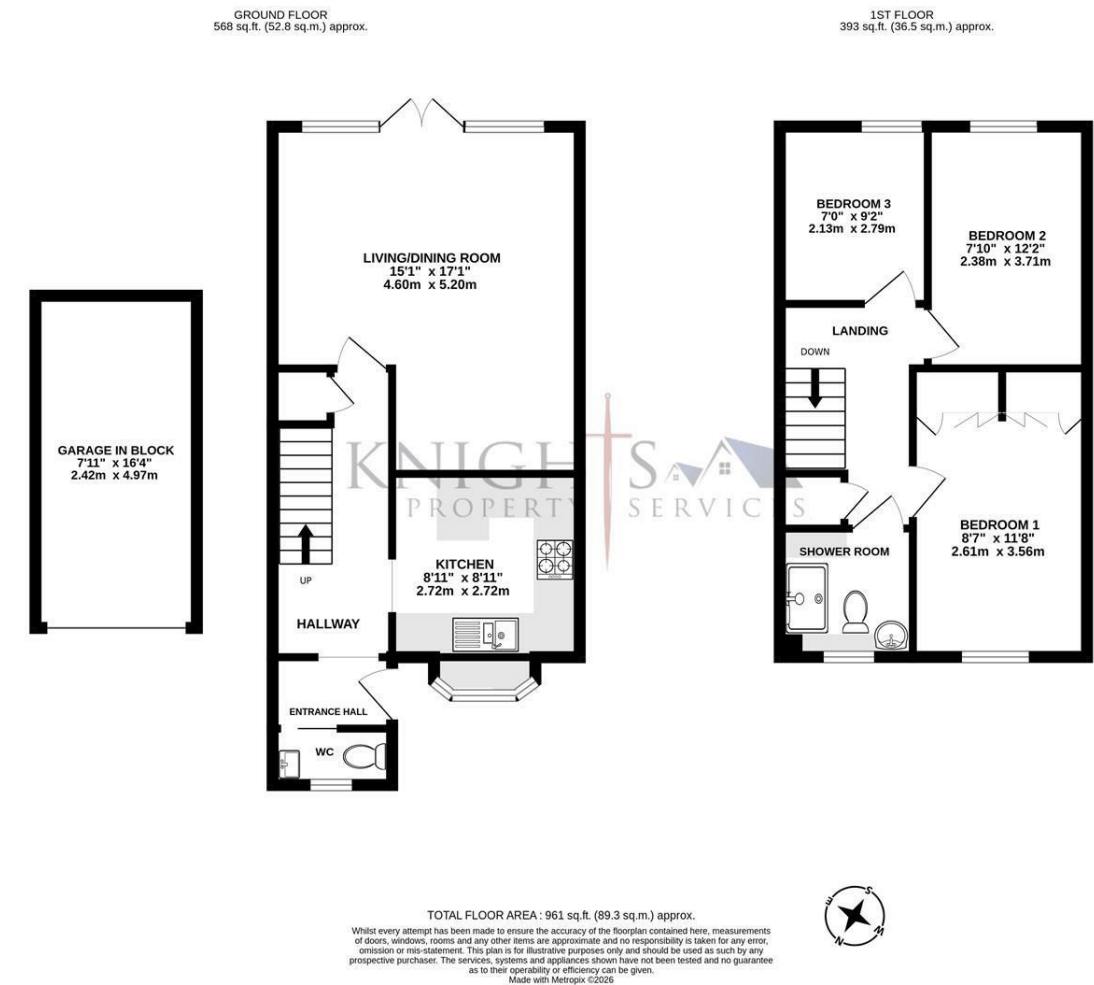 GROUND FLOOR
568 sq.ft. (52.8 sq.m.) approx.
1ST FLOOR
393 sq.ft. (36.5 sq.m.) approx.
LIVING/DINING ROOM
15'1" x 17'1"
4.60m x 5.20m
BEDROOM 3
7'0" x 9'2"
2.13m x 2.79m
BEDROOM 2
7'10" x 12'2"
2.38m x 3.71m
LANDING
DOWN
GARAGE IN BLOCK
7'11" x 16'4"
2.42m x 4.97m
KNIGHTS
PROPERTY SERVICES
KITCHEN
8'11" x 8'11"
2.72m x 2.72m
UP
HALLWAY
BEDROOM 1
8'7" x 11'8"
2.61m x 3.56m
SHOWER ROOM
ENTRANCE HALL
WC
S
E
W
N
TOTAL FLOOR AREA : 961 sq.ft. (89.3 sq.m.) approx.
Whilst every attempt has been made to ensure the accuracy of the floorplan contained here, measurements
of doors, windows, rooms and any other items are approximate and no responsibility is taken for any error,
omission or mis-statement. This plan is for illustrative purposes only and should be used as such by any
prospective purchaser. The services, systems and appliances shown have not been tested and no guarantee
as to their operability or efficiency can be given.
Made with Metropix ©2026